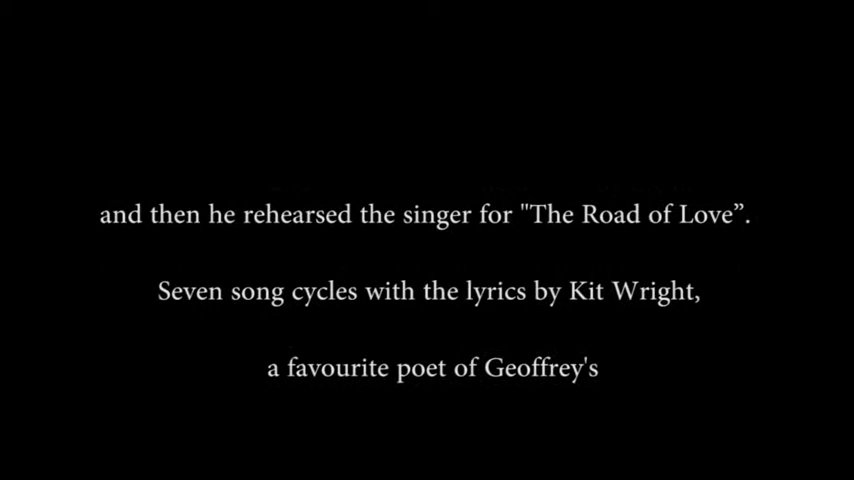 and then he rehearsed the singer for "The Road of Love”.
Seven song cycles with the lyrics by Kit Wright,
a favourite poet of Geoffrey's